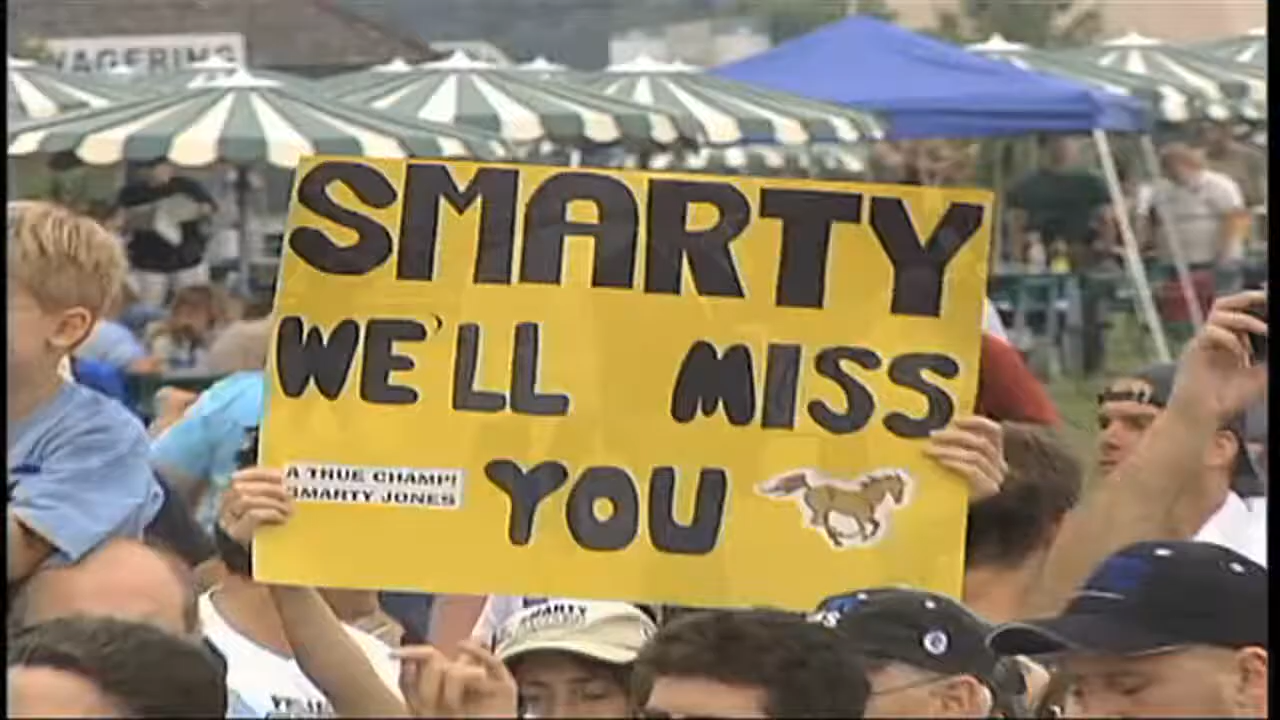 WAGERING
SMARTY
WE'LL MISS
YOU
A TRUE CHAMP!
SMARTY JONES
SMARTY